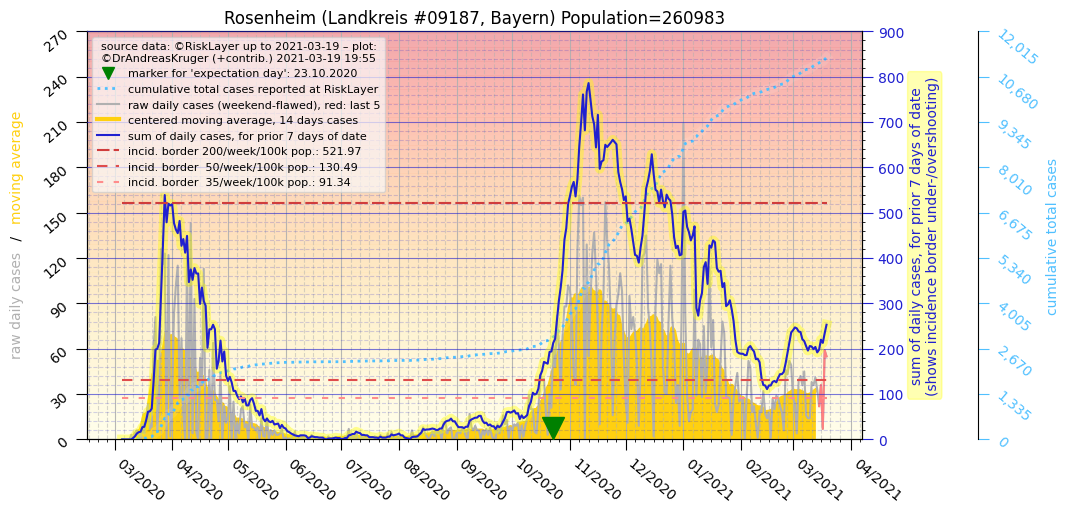 Rosenheim (Landkreis #09187, Bayern) Population=260983
source data: ©RiskLayer up to 2021-03-19 – plot:
©DrAndreasKruger (+contrib.) 2021-03-19 19:55
marker for 'expectation day': 23.10.2020
cumulative total cases reported at RiskLayer
raw daily cases (weekend-flawed), red: last 5
centered moving average, 14 days cases
sum of daily cases, for prior 7 days of date
incid. border 200/week/100k pop.: 521.97
incid. border  50/week/100k pop.: 130.49
incid. border  35/week/100k pop.: 91.34
raw daily cases / moving average
270
240
210
180
150
120
90
60
30
0
03/2020
04/2020
05/2020
06/2020
07/2020
08/2020
09/2020
10/2020
11/2020
12/2020
01/2021
02/2021
03/2021
04/2021
900
800
700
600
500
400
300
200
100
0
sum of daily cases, for prior 7 days of date
(shows incidence border under-/overshooting)
12,015
10,680
9,345
8,010
6,675
5,340
4,005
2,670
1,335
0
cumulative total cases